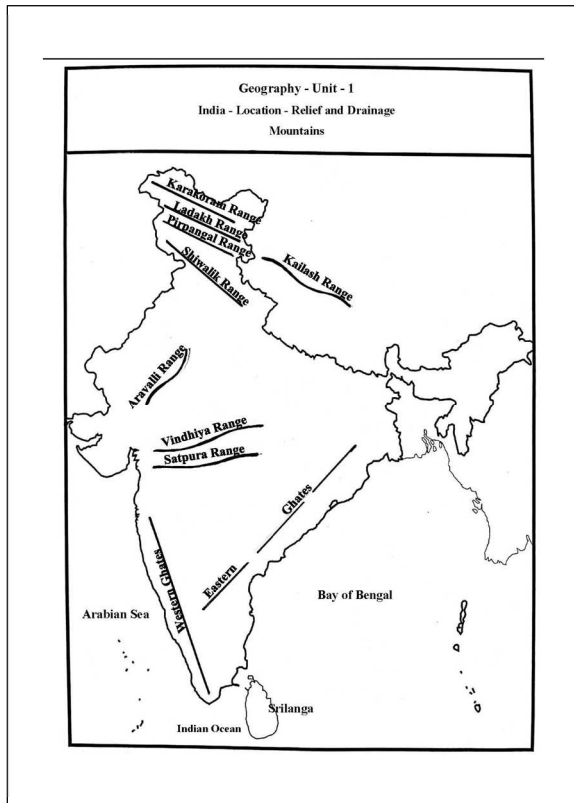 Geography - Unit - 1
India - Location - Relief and Drainage
Mountains
Karakoram Range
Ladakh Range
Pirpangal Range
Shiwalik Range
Kailash Range
Aravalli Range
Vindhiya Range
Satpura Range
Ghates
Eastern
Western Ghates
Bay of Bengal
Arabian Sea
Srilanga
Indian Ocean